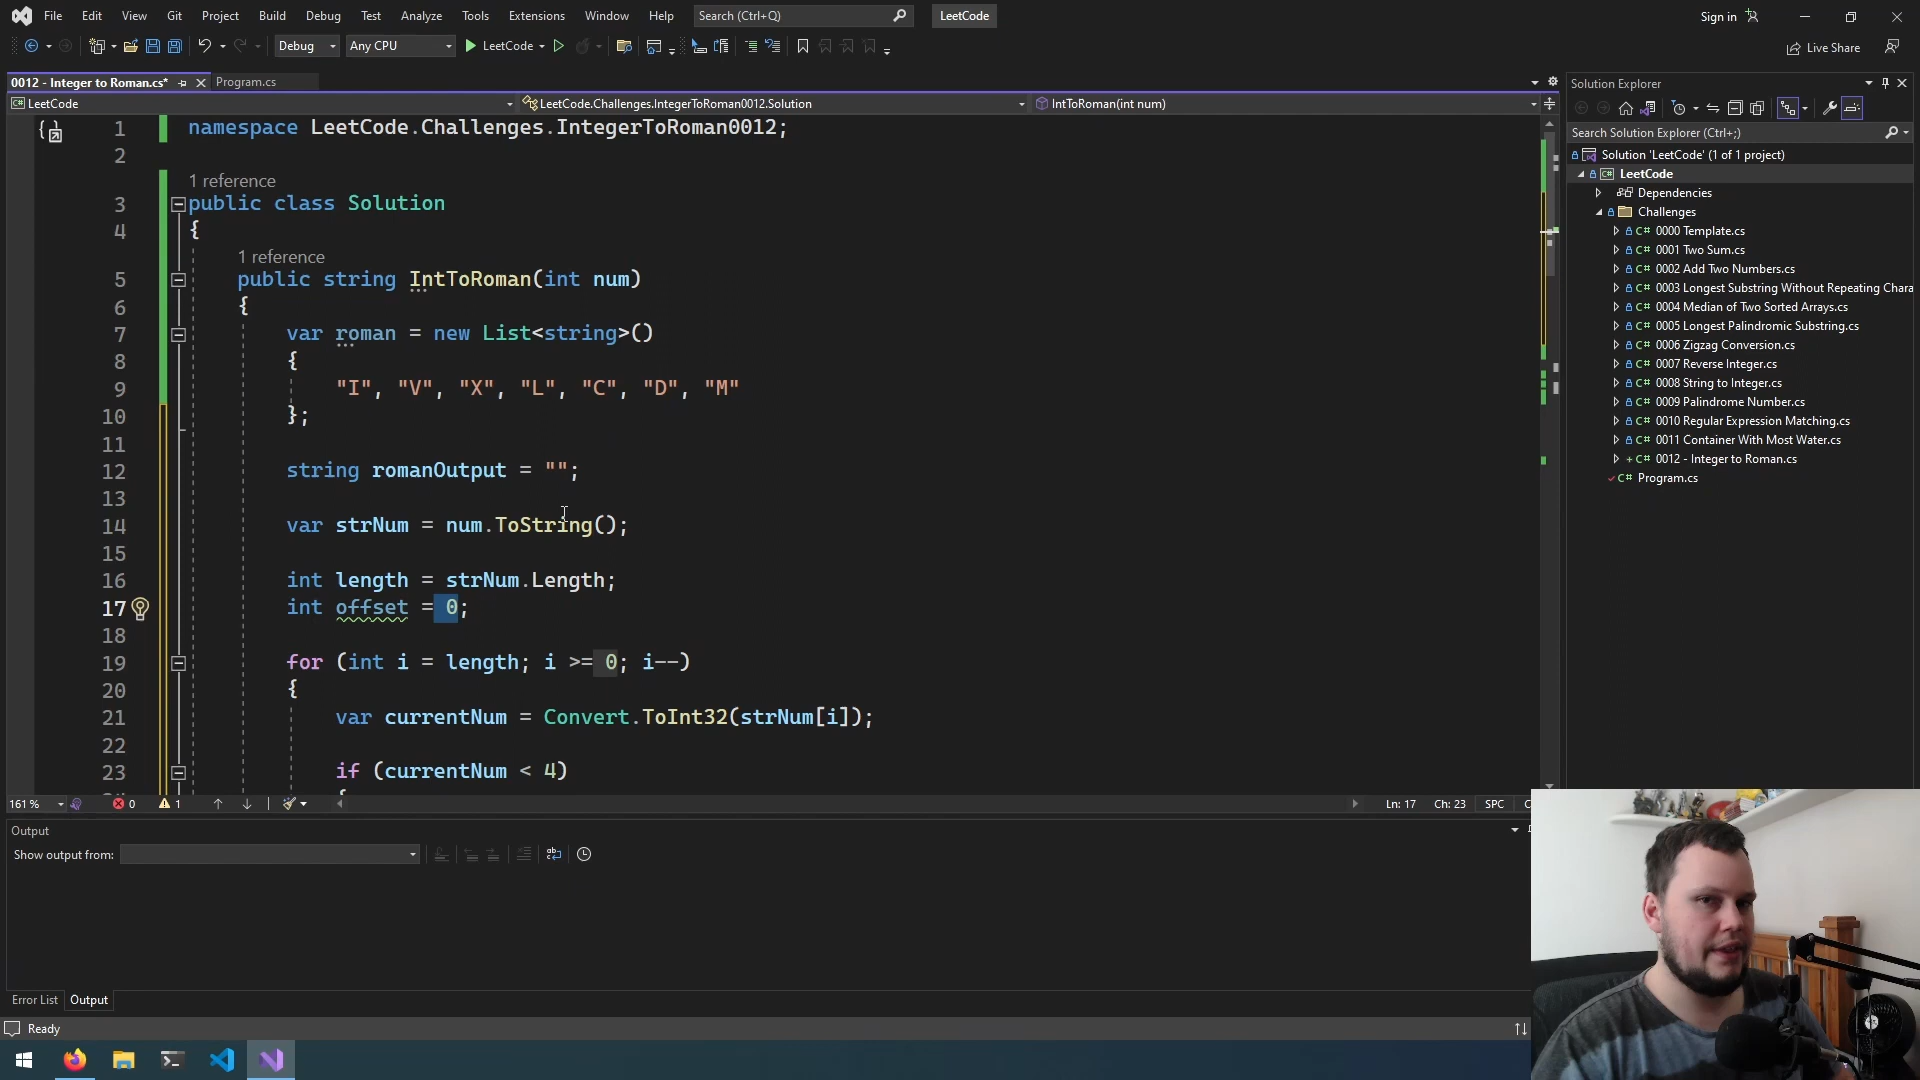 File Edit View Git Project Build Debug Test Analyze Tools Extensions Window Help Search (Ctrl+Q) LeetCode Sign in
Debug Any CPU LeetCode Live Share
0012 - Integer to Roman.cs* Program.cs
LeetCode LeetCode.Challenges.IntegerToRoman0012.Solution IntToRoman(int num)
1 namespace LeetCode.Challenges.IntegerToRoman0012;
2
1 reference
3 public class Solution
4 {
1 reference
5 public string IntToRoman(int num)
6 {
7 var roman = new List<string>()
8 {
9 "I", "V", "X", "L", "C", "D", "M"
10 };
11
12 string romanOutput = "";
13
14 var strNum = num.ToString();
15
16 int length = strNum.Length;
17 int offset = 0;
18
19 for (int i = length; i >= 0; i--)
20 {
21 var currentNum = Convert.ToInt32(strNum[i]);
22
23 if (currentNum < 4)
161 % 0 1 Ln: 17 Ch: 23 SPC
Output
Show output from:
Error List Output
Ready
Solution Explorer
Search Solution Explorer (Ctrl+;)
Solution 'LeetCode' (1 of 1 project)
LeetCode
Dependencies
Challenges
C# 0000 Template.cs
C# 0001 Two Sum.cs
C# 0002 Add Two Numbers.cs
C# 0003 Longest Substring Without Repeating Chara
C# 0004 Median of Two Sorted Arrays.cs
C# 0005 Longest Palindromic Substring.cs
C# 0006 Zigzag Conversion.cs
C# 0007 Reverse Integer.cs
C# 0008 String to Integer.cs
C# 0009 Palindrome Number.cs
C# 0010 Regular Expression Matching.cs
C# 0011 Container With Most Water.cs
C# 0012 - Integer to Roman.cs
C# Program.cs